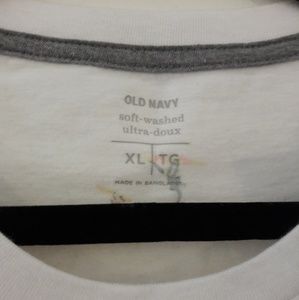 OLD NAVY
soft-washed
ultra-doux
XL TG
MADE IN BANGLADESH